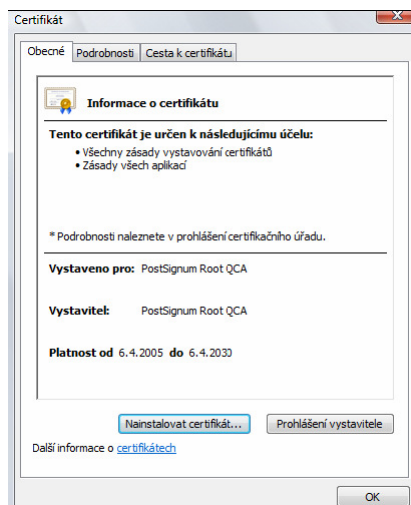 Certifikát
Obecné Podrobnosti Cesta k certifikátu
Informace o certifikátu
Tento certifikát je určen k následujícímu účelu:
• Všechny zásady vystavování certifikátů
• Zásady všech aplikací
* Podrobnosti naleznete v prohlášení certifikačního úřadu.
Vystaveno pro: PostSignum Root QCA
Vystavitel: PostSignum Root QCA
Platnost od 6.4.2005 do 6.4.2030
Nainstalovat certifikát... Prohlášení vystavitele
Další informace o certifikátech
OK